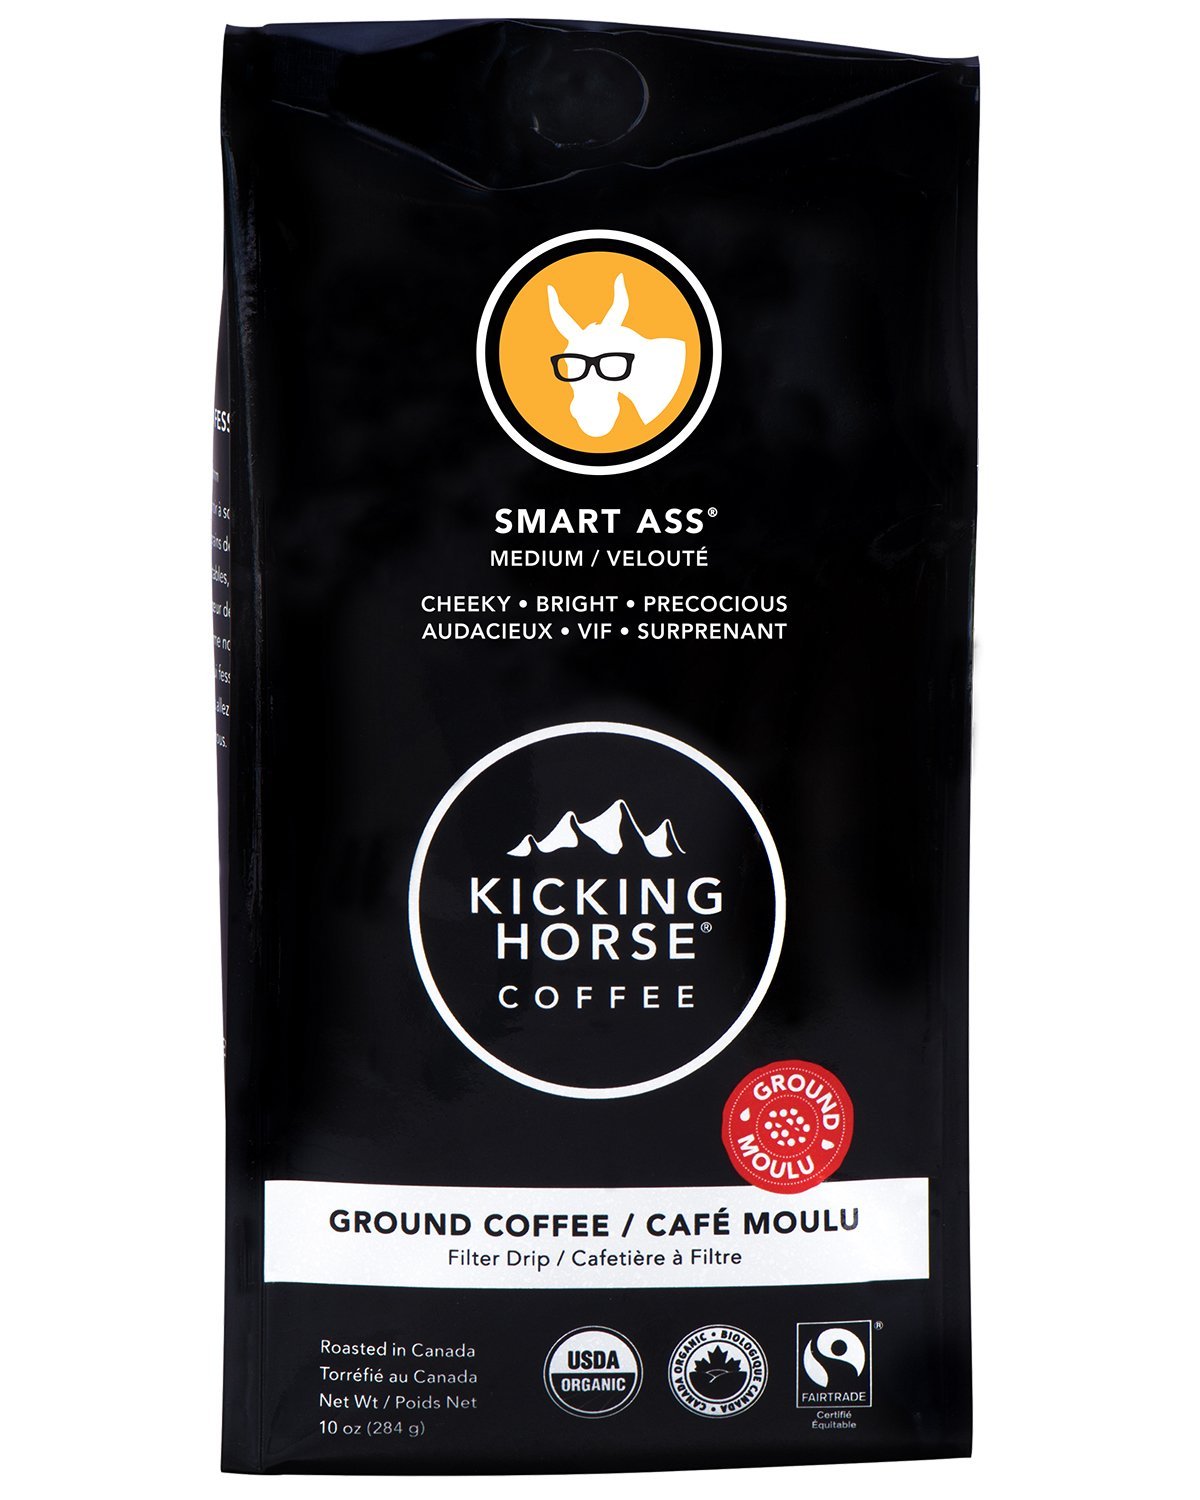 SMART ASS®
MEDIUM / VELOUTÉ
CHEEKY • BRIGHT • PRECOCIOUS
AUDACIEUX • VIF • SURPRENANT
KICKING
HORSE®
COFFEE
GROUND
MOULU
GROUND COFFEE / CAFÉ MOULU
Filter Drip / Cafetière à Filtre
Roasted in Canada
Torréfié au Canada
Net Wt / Poids Net
10 oz (284 g)
USDA
ORGANIC
CANADA ORGANIC • BIOLOGIQUE CANADA •
®
FAIRTRADE
Certifié
Équitable